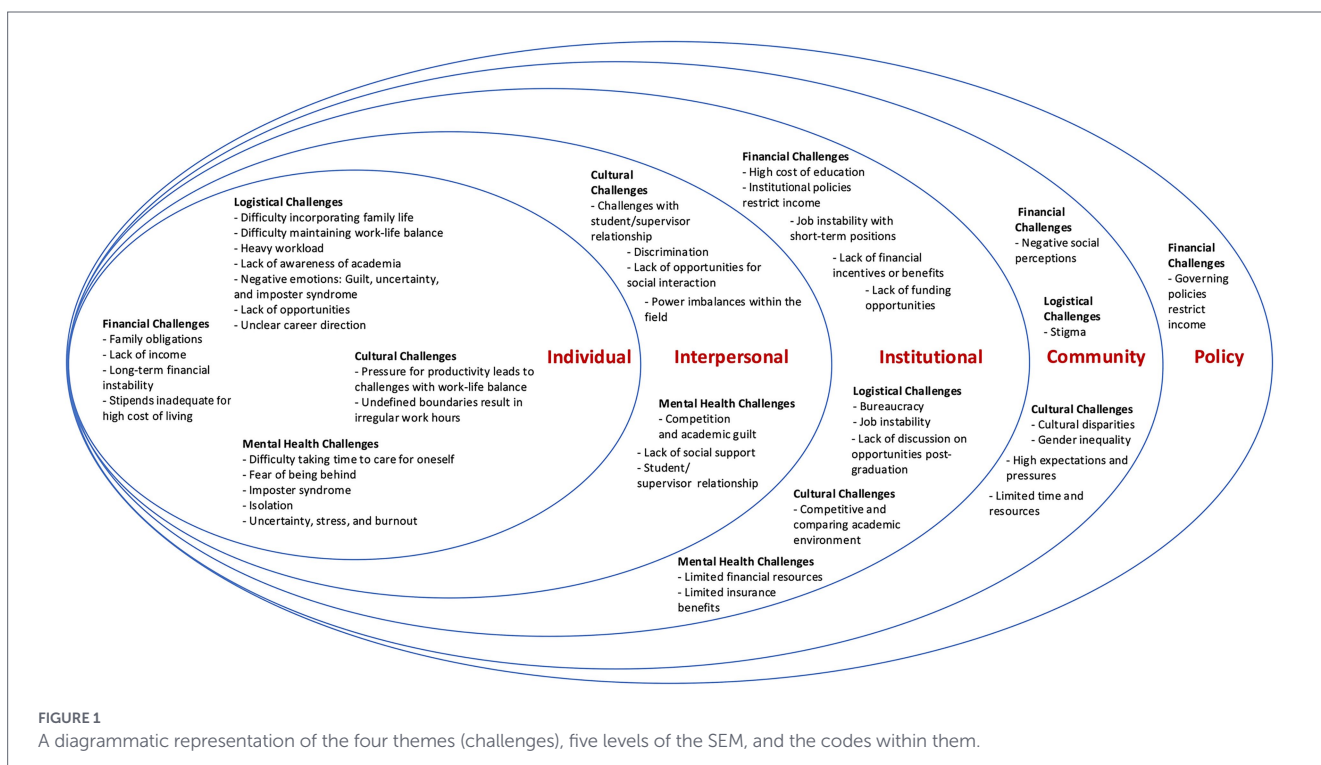 Logistical Challenges
- Difficulty incorporating family life
- Difficulty maintaining work-life balance
- Heavy workload
- Lack of awareness of academia
- Negative emotions: Guilt, uncertainty,
and imposter syndrome
- Lack of opportunities
- Unclear career direction
Financial Challenges
- Family obligations
- Lack of income
- Long-term financial
instability
- Stipends inadequate for
high cost of living
Cultural Challenges
- Pressure for productivity leads to
challenges with work-life balance
- Undefined boundaries result in
irregular work hours
Mental Health Challenges
- Difficulty taking time to care for oneself
- Fear of being behind
- Imposter syndrome
- Isolation
- Uncertainty, stress, and burnout
Individual
Cultural
Challenges
- Challenges with
student/supervisor
relationship
- Discrimination
- Lack of opportunities for
social interaction
- Power imbalances within the
field
Interpersonal
Mental Health Challenges
- Competition
and academic guilt
- Lack of social support
- Student/
supervisor relationship
Financial Challenges
- High cost of education
- Institutional policies
restrict income
- Job instability with
short-term positions
- Lack of financial
incentives or benefits
- Lack of funding
opportunities
Institutional
Logistical Challenges
- Bureaucracy
- Job instability
- Lack of discussion on
opportunities post-
graduation
Cultural Challenges
- Competitive and
comparing academic
environment
Mental Health Challenges
- Limited financial resources
- Limited insurance
benefits
Financial
Challenges
- Negative social
perceptions
Logistical
Challenges
- Stigma
Community
Cultural Challenges
- Cultural disparities
- Gender inequality
- High expectations and
pressures
- Limited time and
resources
Financial
Challenges
- Governing
policies
restrict
income
Policy
FIGURE 1
A diagrammatic representation of the four themes (challenges), five levels of the SEM, and the codes within them.